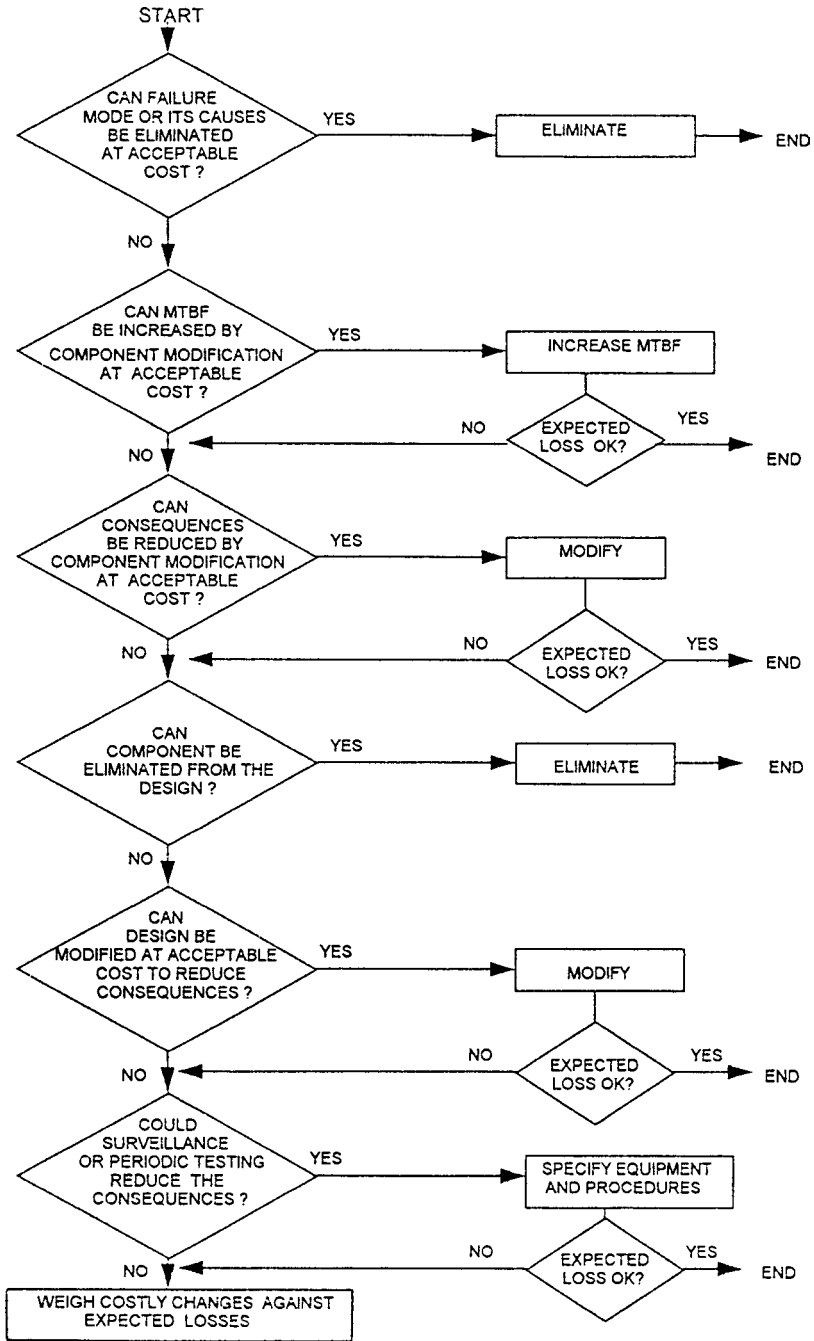 START
CAN FAILURE
MODE OR ITS CAUSES
BE ELIMINATED
AT ACCEPTABLE
COST ?
YES
ELIMINATE
END
NO
CAN MTBF
BE INCREASED BY
COMPONENT MODIFICATION
AT ACCEPTABLE
COST ?
YES
INCREASE MTBF
NO
EXPECTED
LOSS OK?
YES
END
NO
CAN
CONSEQUENCES
BE REDUCED BY
COMPONENT MODIFICATION
AT ACCEPTABLE
COST ?
YES
MODIFY
NO
EXPECTED
LOSS OK?
YES
END
NO
CAN
COMPONENT BE
ELIMINATED FROM THE
DESIGN ?
YES
ELIMINATE
END
NO
CAN
DESIGN BE
MODIFIED AT ACCEPTABLE
COST TO REDUCE
CONSEQUENCES ?
YES
MODIFY
NO
EXPECTED
LOSS OK?
YES
END
NO
COULD
SURVEILLANCE
OR PERIODIC TESTING
REDUCE THE
CONSEQUENCES ?
YES
SPECIFY EQUIPMENT
AND PROCEDURES
NO
EXPECTED
LOSS OK?
YES
END
NO
WEIGH COSTLY CHANGES AGAINST
EXPECTED LOSSES